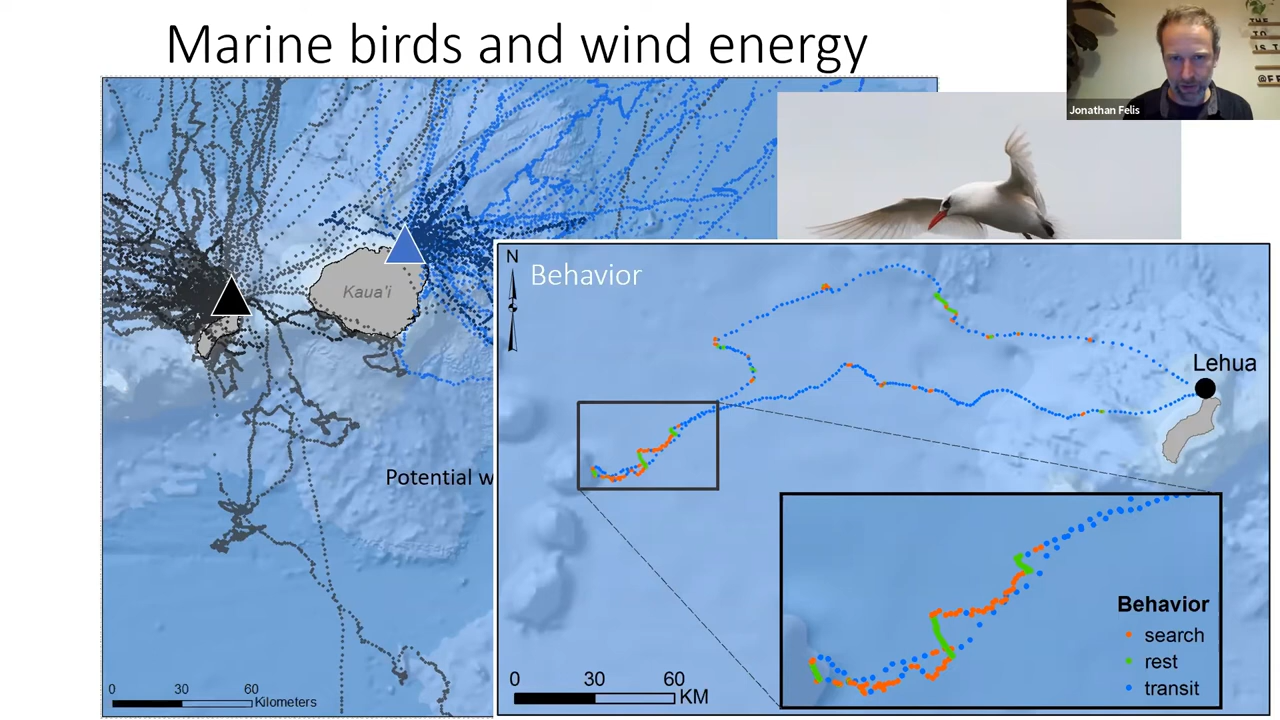 Marine birds and wind energy
Jonathan Felis
Kaua'i
Potential w
0 30 60
Kilometers
N
Behavior
Lehua
0 30 60
KM
Behavior
search
rest
transit